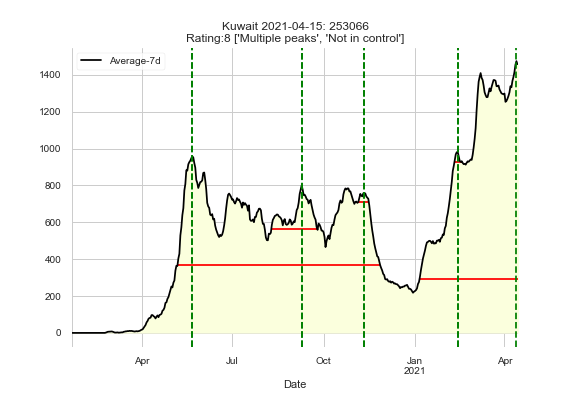 Kuwait 2021-04-15: 253066
Rating:8 ['Multiple peaks', 'Not in control']
Average-7d
1400
1200
1000
800
600
400
200
0
Apr
Jul
Oct
Jan
2021
Apr
Date